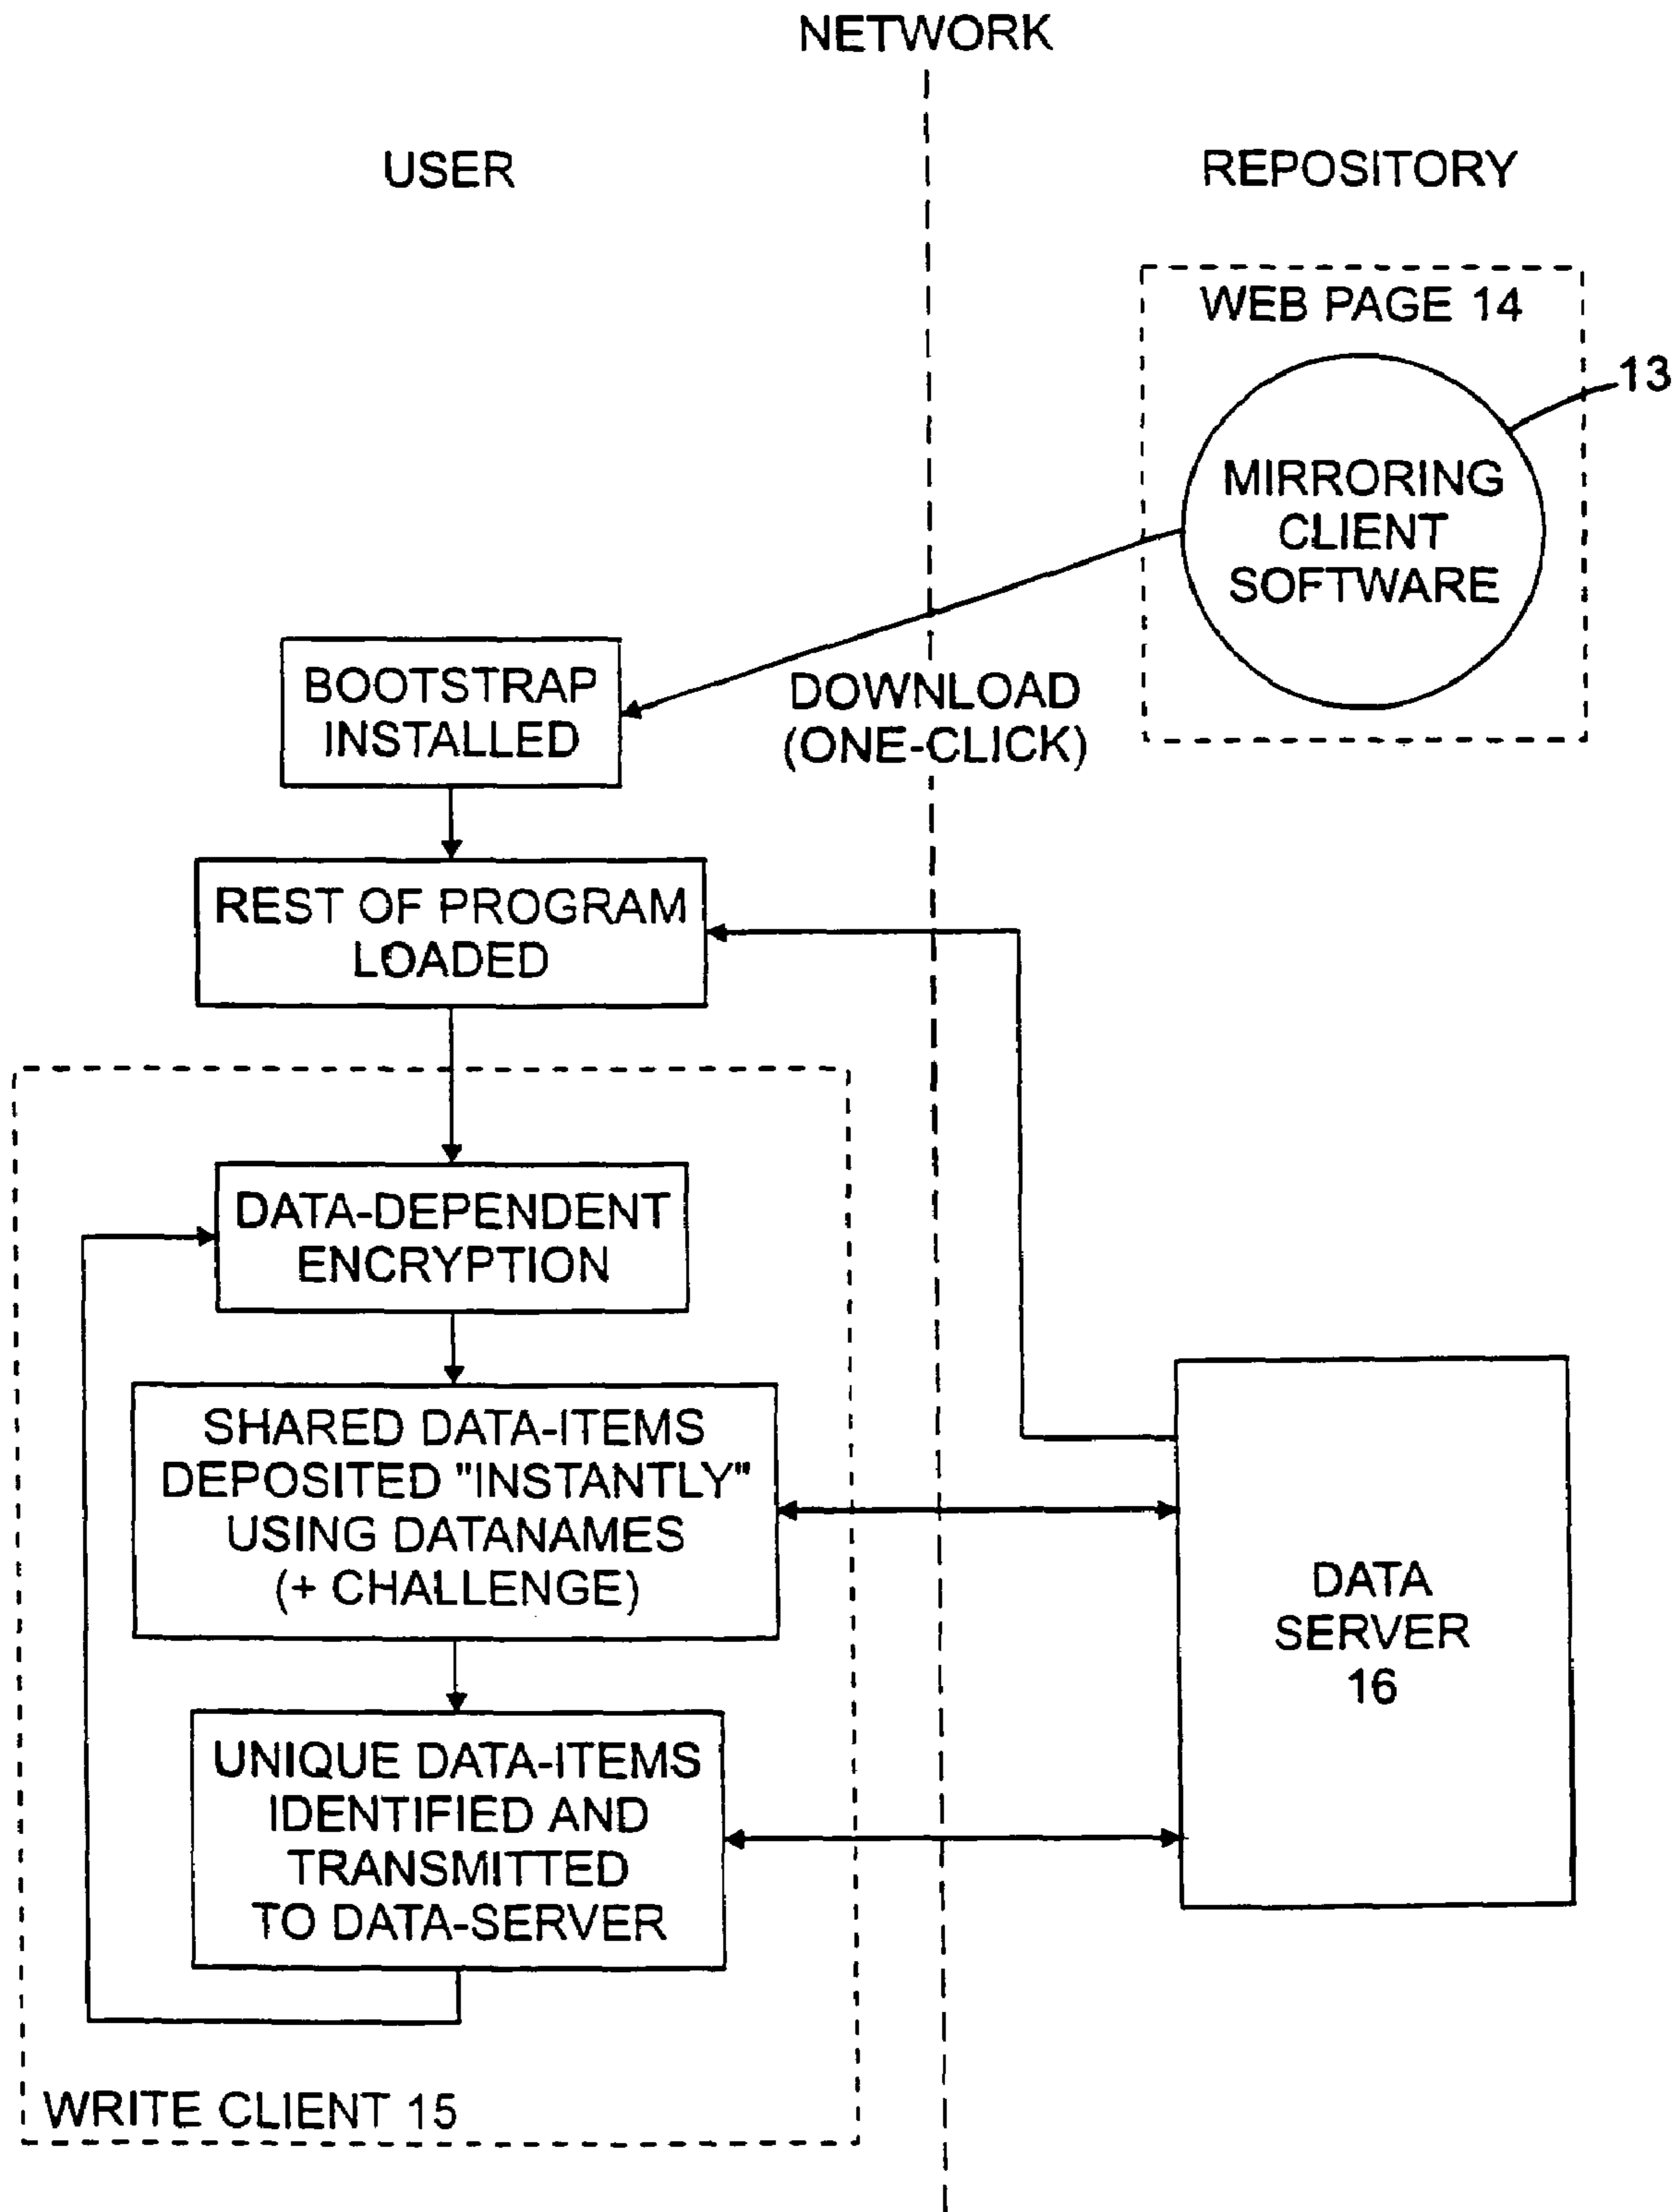 NETWORK
USER
REPOSITORY
WEB PAGE 14
13
MIRRORING
CLIENT
SOFTWARE
BOOTSTRAP
INSTALLED
DOWNLOAD
(ONE-CLICK)
REST OF PROGRAM
LOADED
DATA-DEPENDENT
ENCRYPTION
SHARED DATA-ITEMS
DEPOSITED "INSTANTLY"
USING DATANAMES
(+ CHALLENGE)
DATA
SERVER
16
UNIQUE DATA-ITEMS
IDENTIFIED AND
TRANSMITTED
TO DATA-SERVER
WRITE CLIENT 15